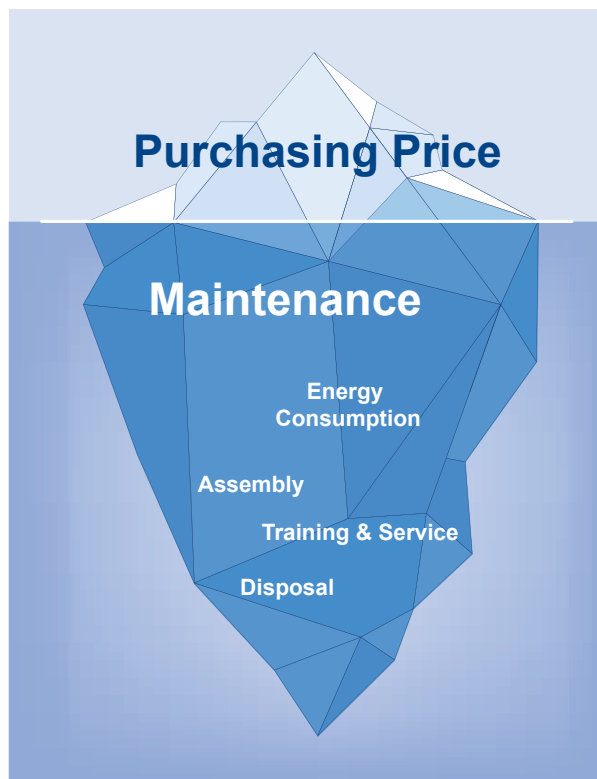 Purchasing Price
Maintenance
Energy
Consumption
Assembly
Training & Service
Disposal